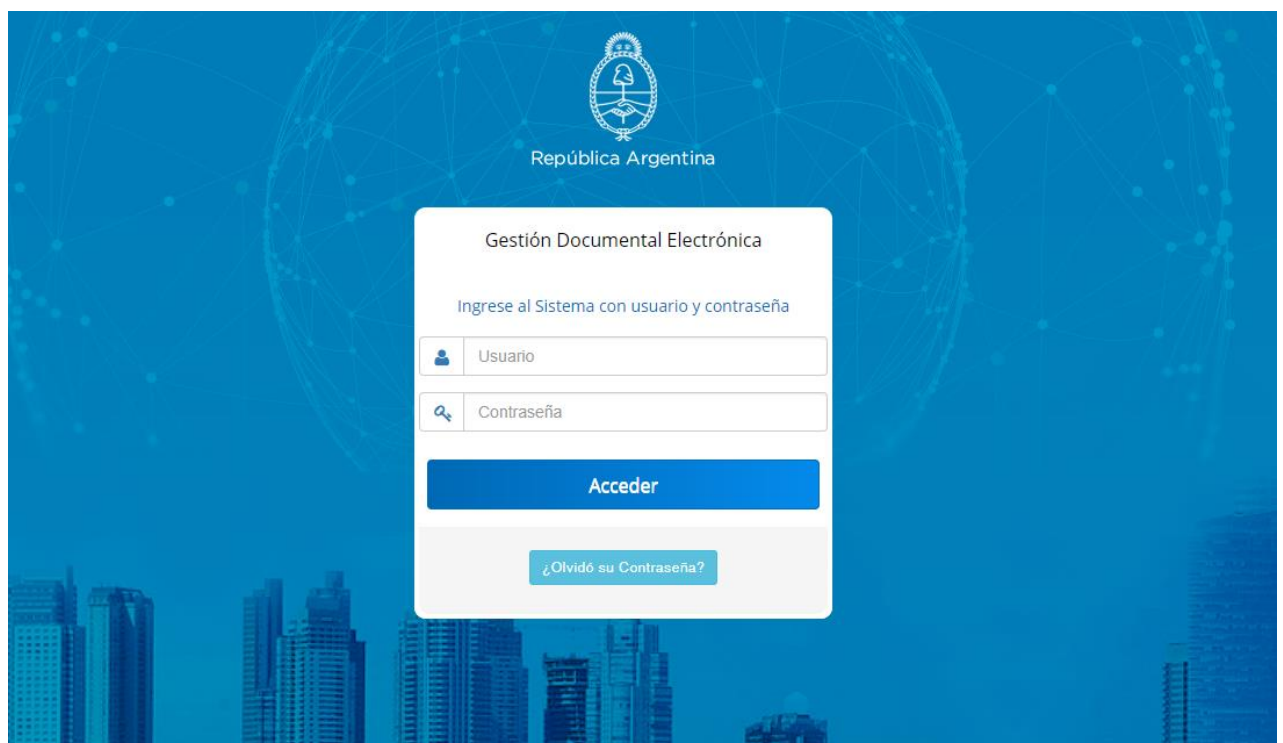 República Argentina
Gestión Documental Electrónica
Ingrese al Sistema con usuario y contraseña
Usuario
Contraseña
Acceder
¿Olvidó su Contraseña?